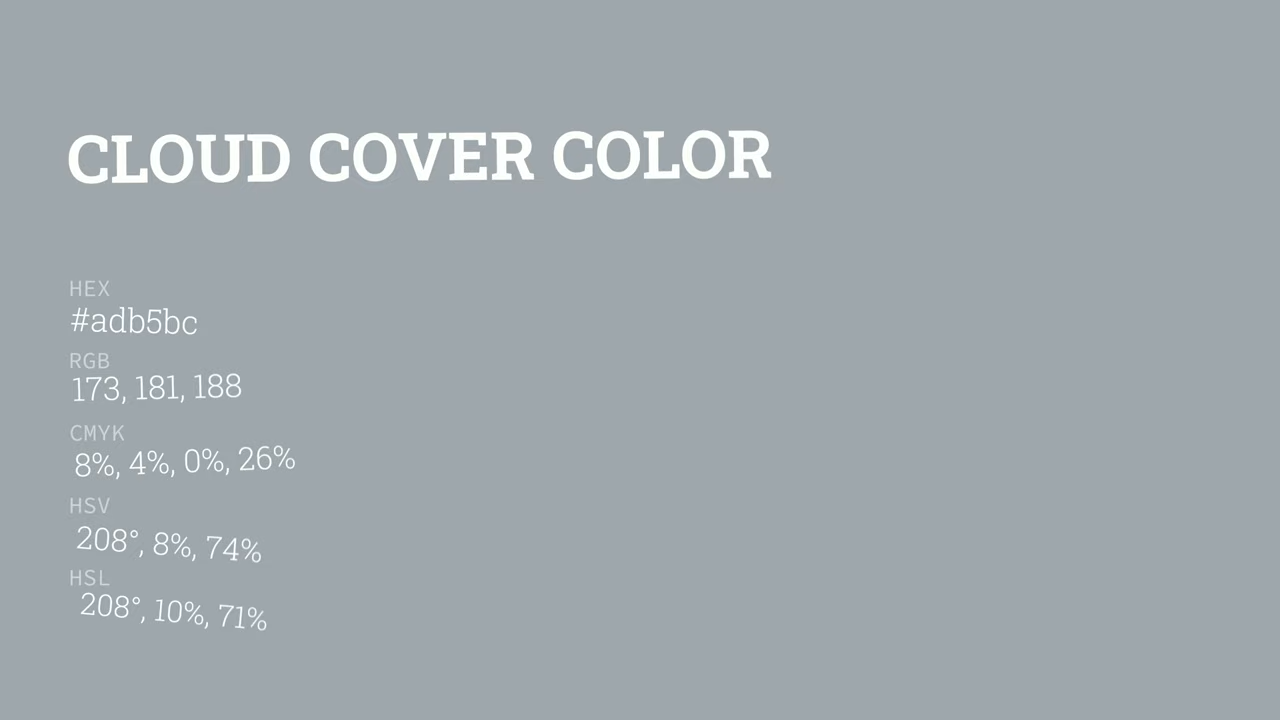 CLOUD COVER COLOR
HEX
#adb5bc
RGB
173, 181, 188
CMYK
8%, 4%, 0%, 26%
HSV
208°, 8%, 74%
HSL
208°, 10%, 71%